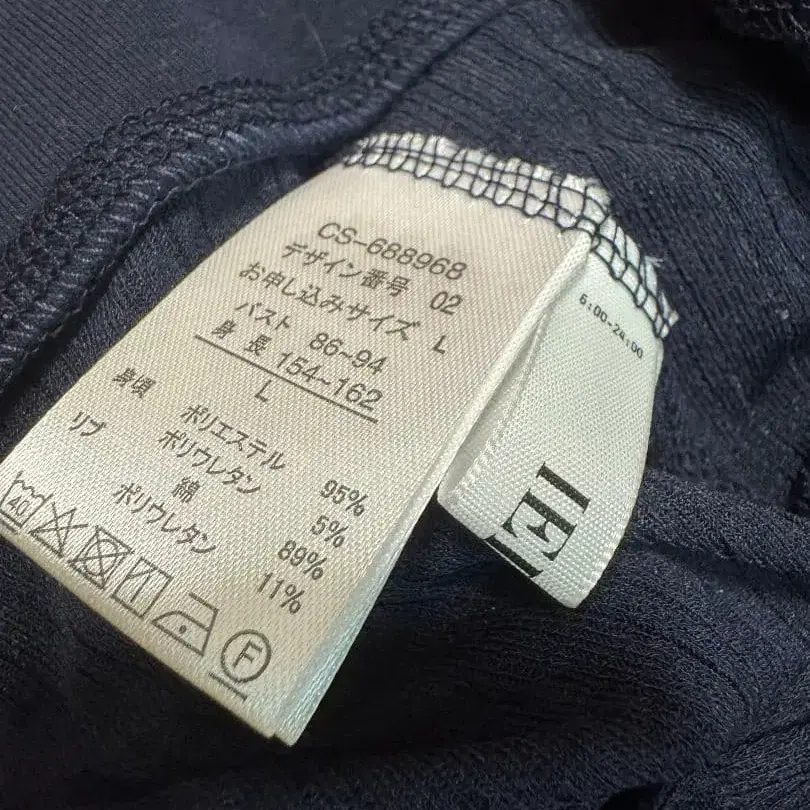 CS-688968
デザイン番号 02
お申し込みサイズ L
バスト 86~94
身長 154~162
L
身頃 ポリエステル 95%
ポリウレタン 5%
リブ 綿 89%
ポリウレタン 11%
40
F
6:00-24:00
IEI